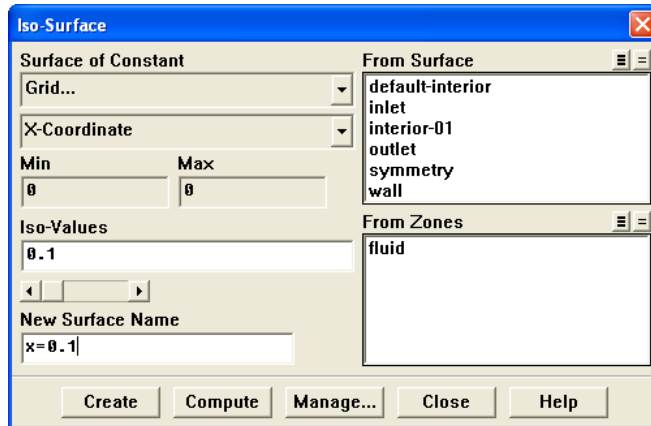 Iso-Surface
Surface of Constant
Grid...
X-Coordinate
Min Max
0 0
Iso-Values
0.1
New Surface Name
x=0.1
From Surface
default-interior
inlet
interior-01
outlet
symmetry
wall
From Zones
fluid
Create Compute Manage... Close Help